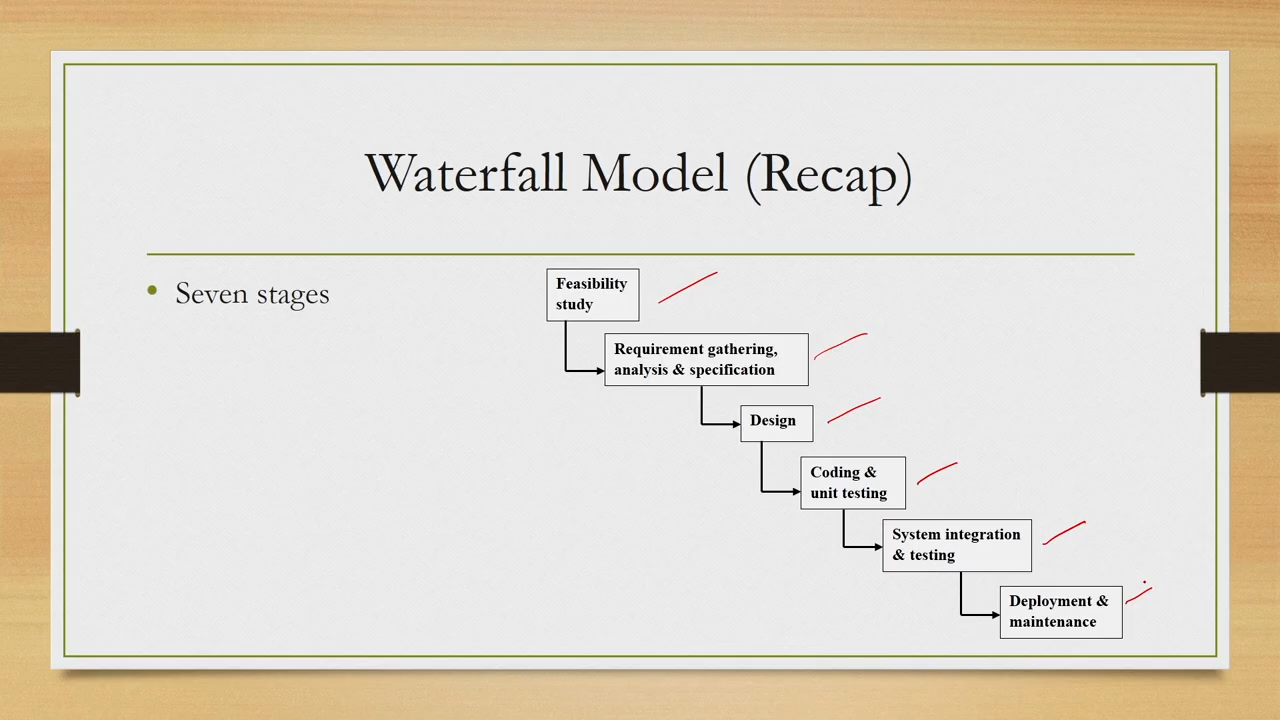 Waterfall Model (Recap)
• Seven stages
Feasibility
study
Requirement gathering,
analysis & specification
Design
Coding &
unit testing
System integration
& testing
Deployment &
maintenance